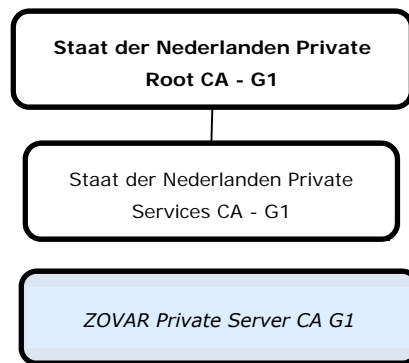 Staat der Nederlanden Private
Root CA - G1
Staat der Nederlanden Private
Services CA - G1
ZOVAR Private Server CA G1